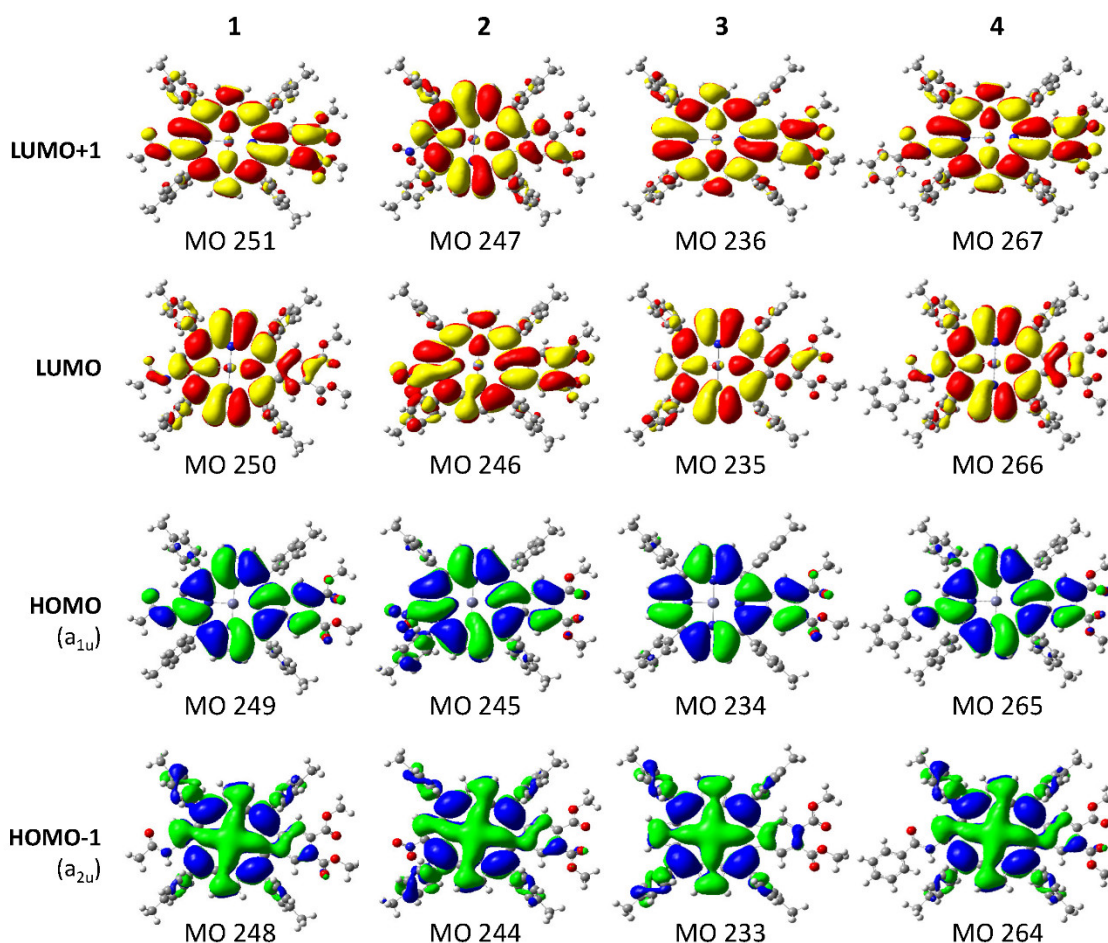 1 2 3 4
LUMO+1
MO 251 MO 247 MO 236 MO 267
LUMO
MO 250 MO 246 MO 235 MO 266
HOMO
(a1u)
MO 249 MO 245 MO 234 MO 265
HOMO-1
(a2u)
MO 248 MO 244 MO 233 MO 264